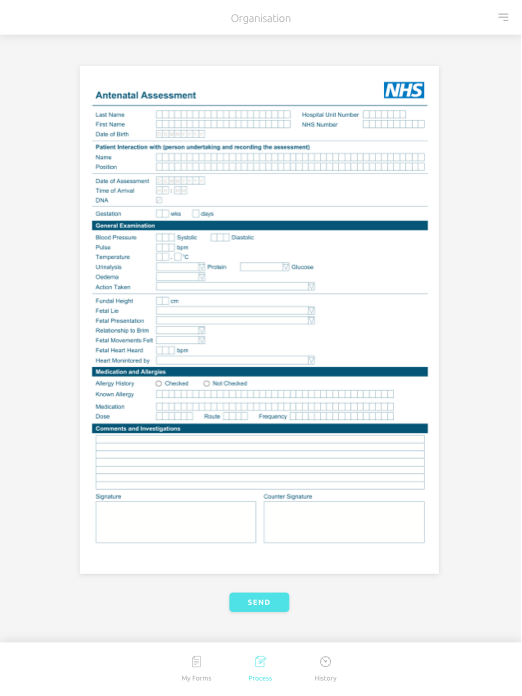 Organisation
Antenatal Assessment
NHS
Last Name Hospital Unit Number
First Name NHS Number
Date of Birth
Patient Interaction with (person undertaking and recording the assessment)
Name
Position
Date of Assessment
Time of Arrival :
DNA
Gestation wks days
General Examination
Blood Pressure Systolic Diastolic
Pulse bpm
Temperature . °C
Urinalysis Protein Glucose
Oedema
Action Taken
Fundal Height cm
Fetal Lie
Fetal Presentation
Relationship to Brim
Fetal Movements Felt
Fetal Heart Heard bpm
Heart Monintored by
Medication and Allergies
Allergy History Checked Not Checked
Known Allergy
Medication
Dose Route Frequency
Comments and Investigations
Signature Counter Signature
SEND
My Forms Process History